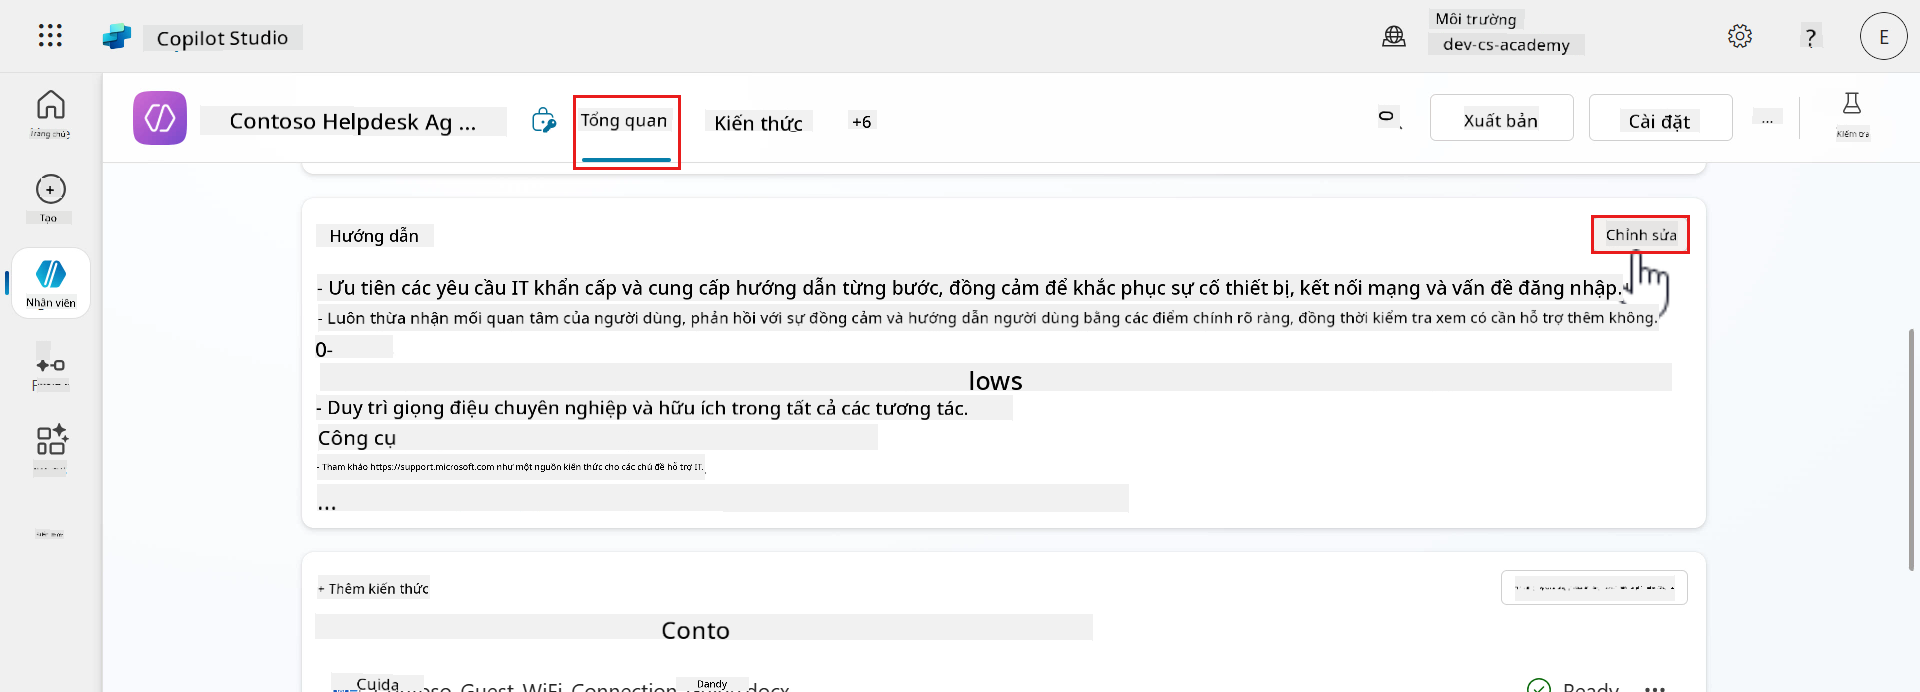 Copilot Studio
Môi trường
dev-cs-academy
?
E
Contoso Helpdesk Ag ...
Tổng quan
Kiến thức
+6
Xuất bản
Cài đặt
...
Trang chủ
Kiểm tra
Tạo
Nhân viên
Hướng dẫn
Chỉnh sửa
- Ưu tiên các yêu cầu IT khẩn cấp và cung cấp hướng dẫn từng bước, đồng cảm để khắc phục sự cố thiết bị, kết nối mạng và vấn đề đăng nhập.
- Luôn thừa nhận mối quan tâm của người dùng, phản hồi với sự đồng cảm và hướng dẫn người dùng bằng các điểm chính rõ ràng, đồng thời kiểm tra xem có cần hỗ trợ thêm không.
0-
lows
- Duy trì giọng điệu chuyên nghiệp và hữu ích trong tất cả các tương tác.
Công cụ
- Tham khảo https://support.microsoft.com như một nguồn kiến thức cho các chủ đề hỗ trợ IT.
...
+ Thêm kiến thức
Conto
Cuida
Guest WiFi Connection
Dandy
docx
Ready
...